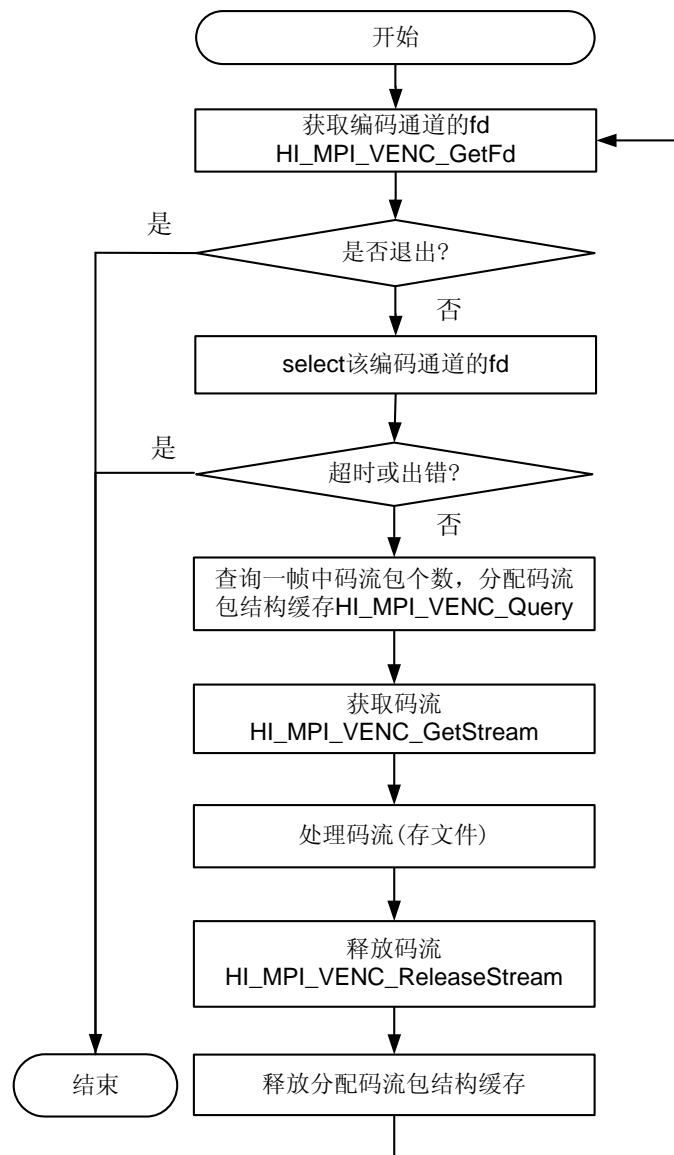 开始
获取编码通道的fd
HI_MPI_VENC_GetFd
是
是否退出?
否
select该编码通道的fd
是
超时或出错?
否
查询一帧中码流包个数，分配码流
包结构缓存HI_MPI_VENC_Query
获取码流
HI_MPI_VENC_GetStream
处理码流(存文件)
释放码流
HI_MPI_VENC_ReleaseStream
结束
释放分配码流包结构缓存